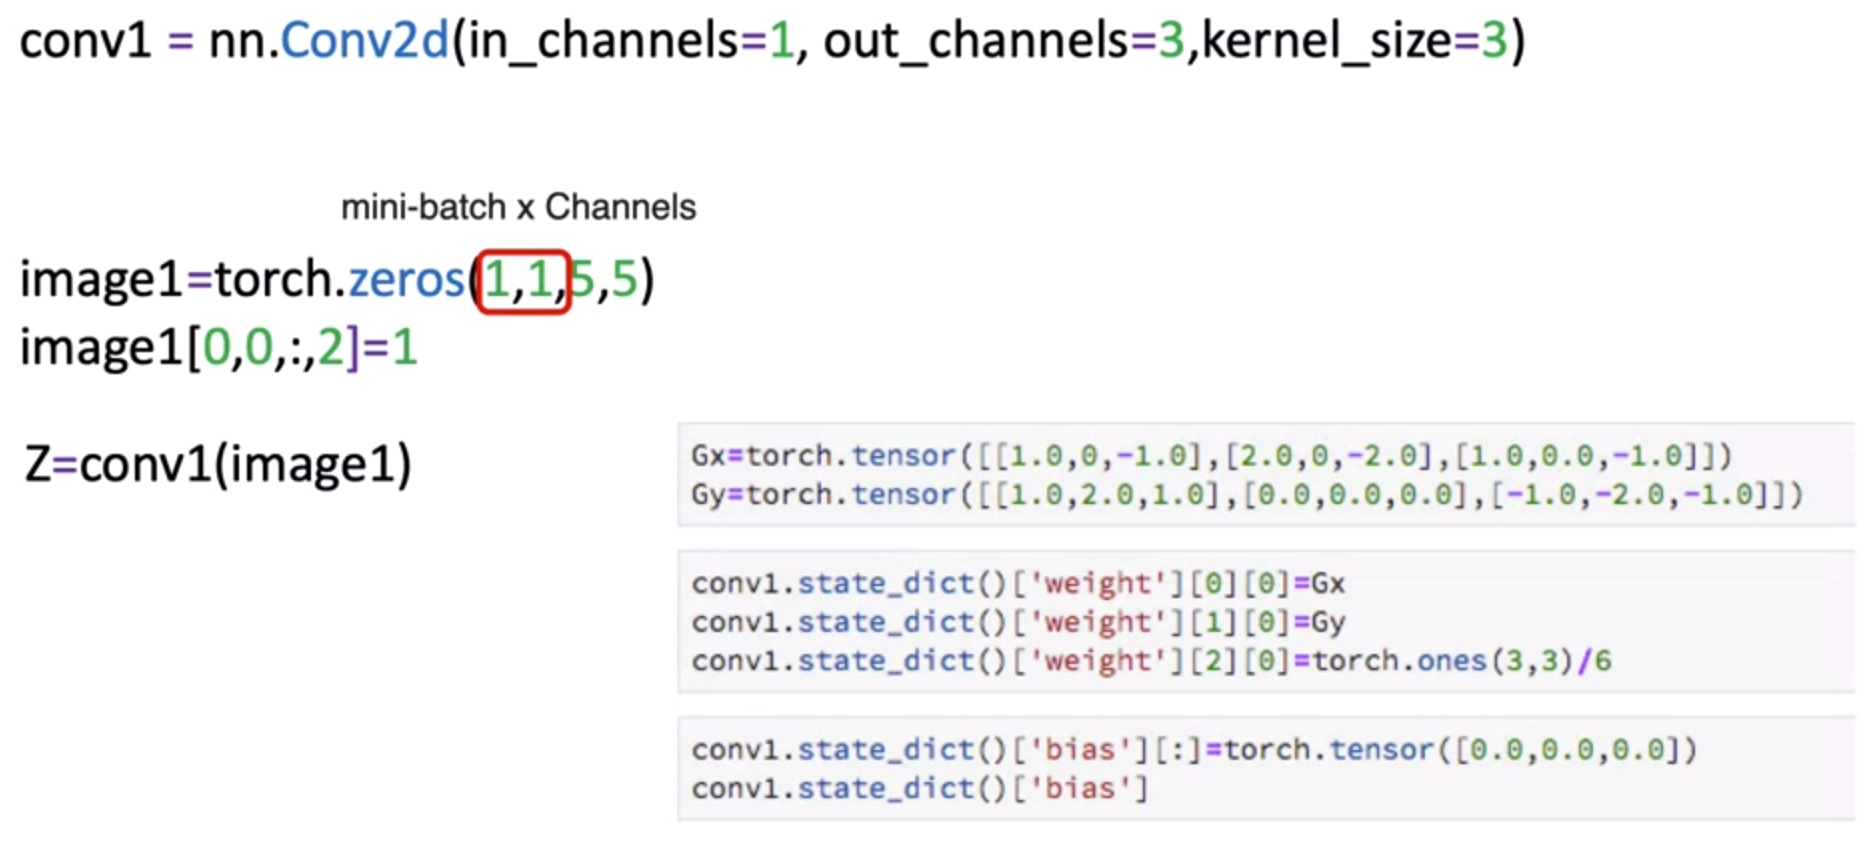 conv1 = nn.Conv2d(in_channels=1, out_channels=3,kernel_size=3)
mini-batch x Channels
image1=torch.zeros(1,1,5,5)
image1[0,0,:,2]=1
Z=conv1(image1)
Gx=torch.tensor([[1.0,0,-1.0],[2.0,0,-2.0],[1.0,0.0,-1.0]])
Gy=torch.tensor([[1.0,2.0,1.0],[0.0,0.0,0.0],[-1.0,-2.0,-1.0]])
conv1.state_dict()['weight'][0][0]=Gx
conv1.state_dict()['weight'][1][0]=Gy
conv1.state_dict()['weight'][2][0]=torch.ones(3,3)/6
conv1.state_dict()['bias'][:]=torch.tensor([0.0,0.0,0.0])
conv1.state_dict()['bias']